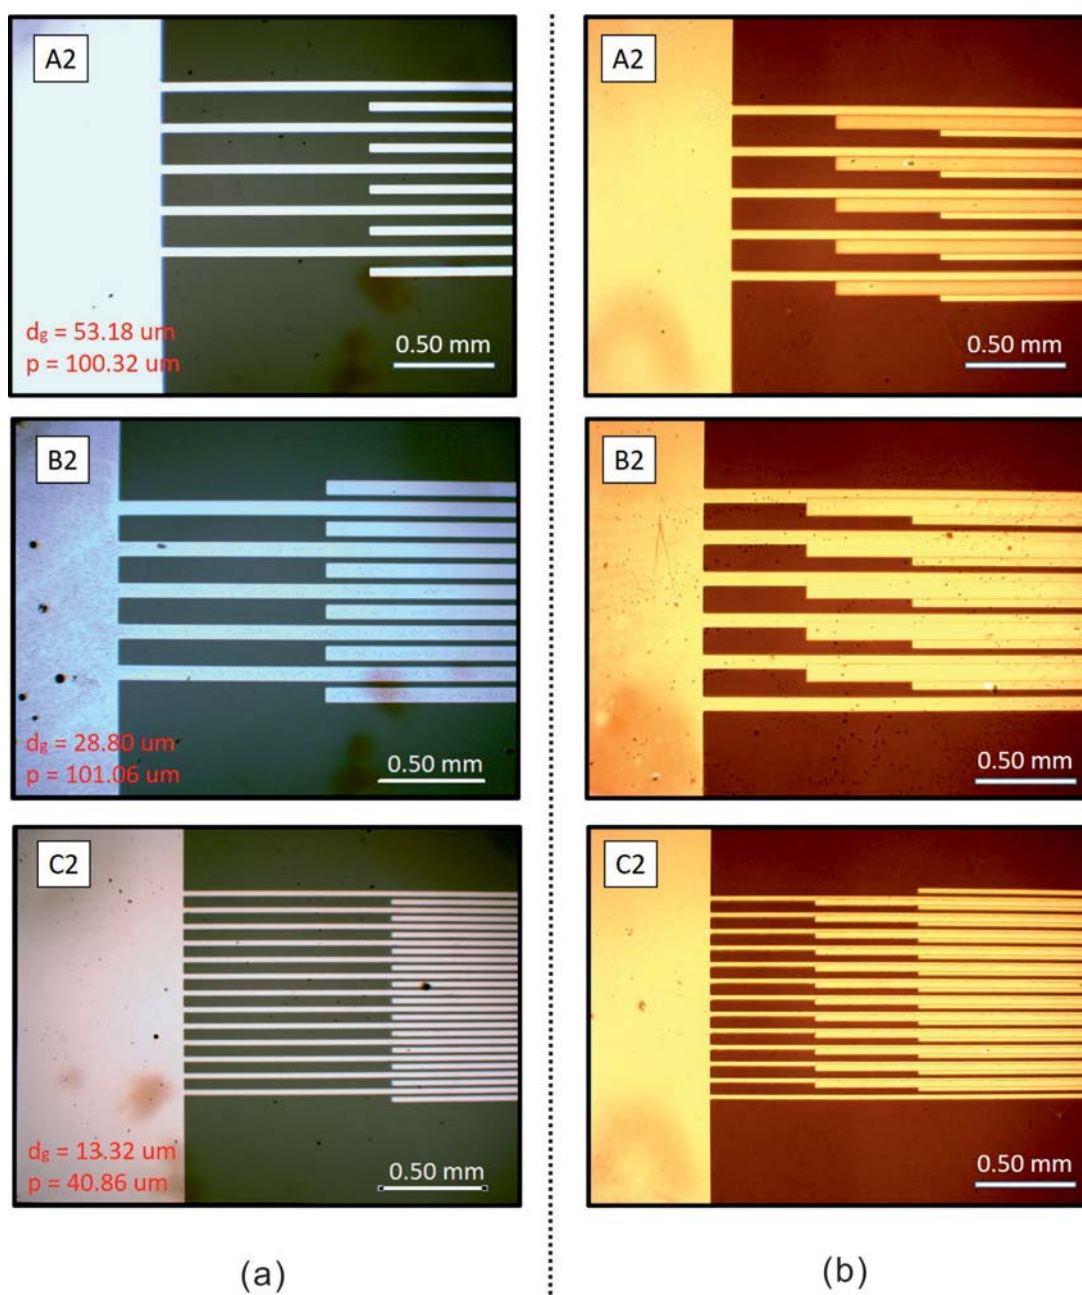 A2
dg = 53.18 um
p = 100.32 um
0.50 mm
B2
dg = 28.80 um
p = 101.06 um
0.50 mm
C2
dg = 13.32 um
p = 40.86 um
0.50 mm
(a)
A2
0.50 mm
B2
0.50 mm
C2
0.50 mm
(b)